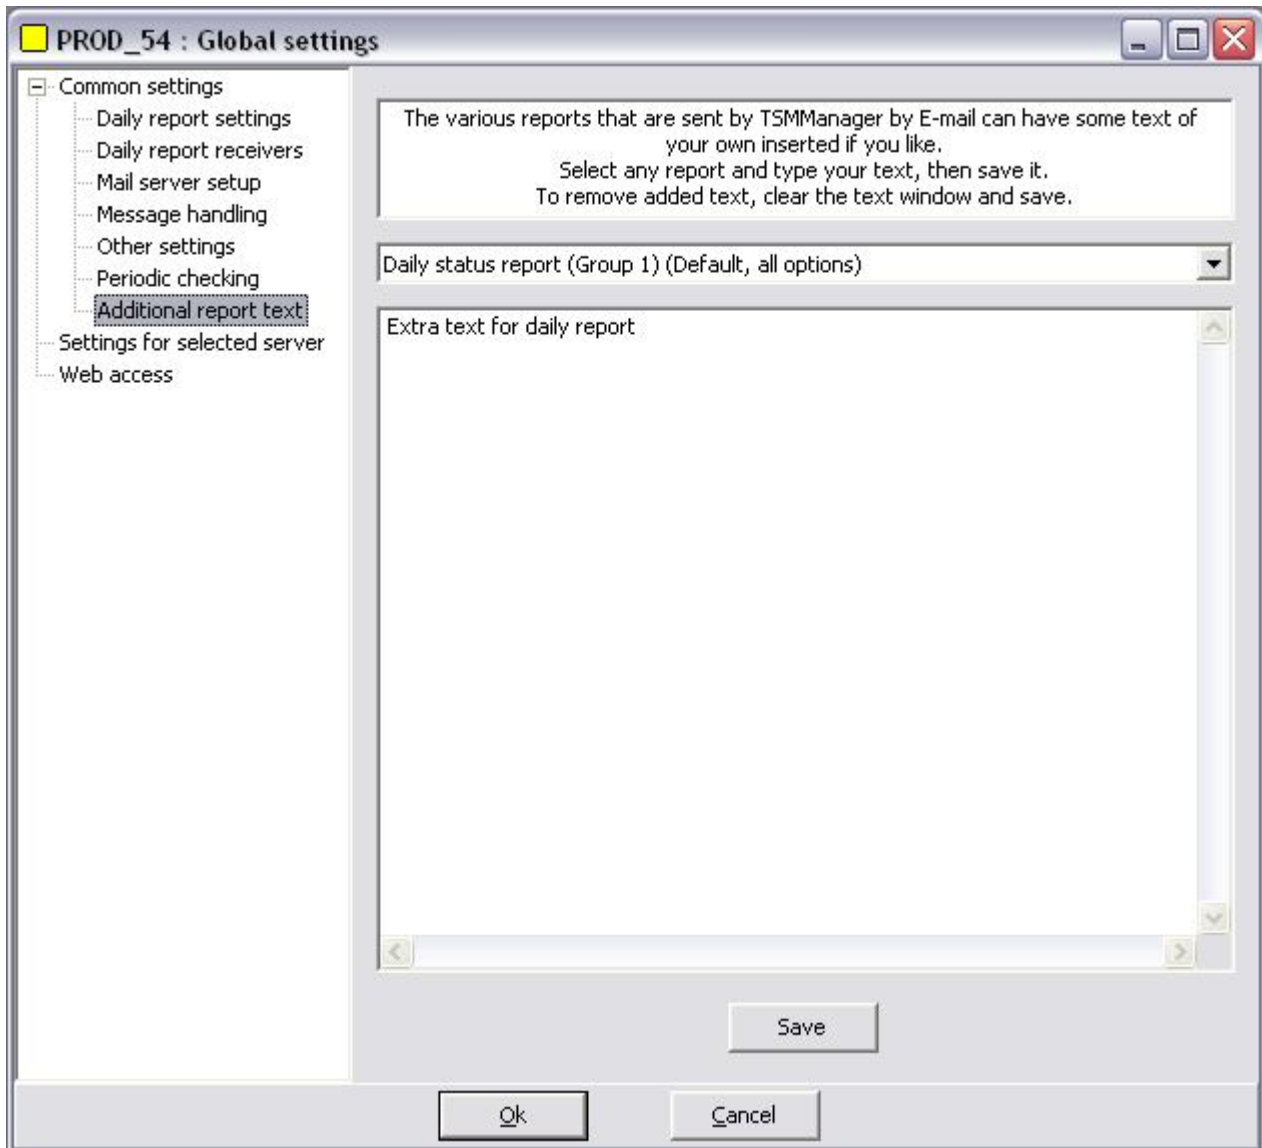 PROD_54 : Global settings
Common settings
Daily report settings
Daily report receivers
Mail server setup
Message handling
Other settings
Periodic checking
Additional report text
Settings for selected server
Web access
The various reports that are sent by TSMManager by E-mail can have some text of
your own inserted if you like.
Select any report and type your text, then save it.
To remove added text, clear the text window and save.
Daily status report (Group 1) (Default, all options)
Extra text for daily report
Save
Ok
Cancel